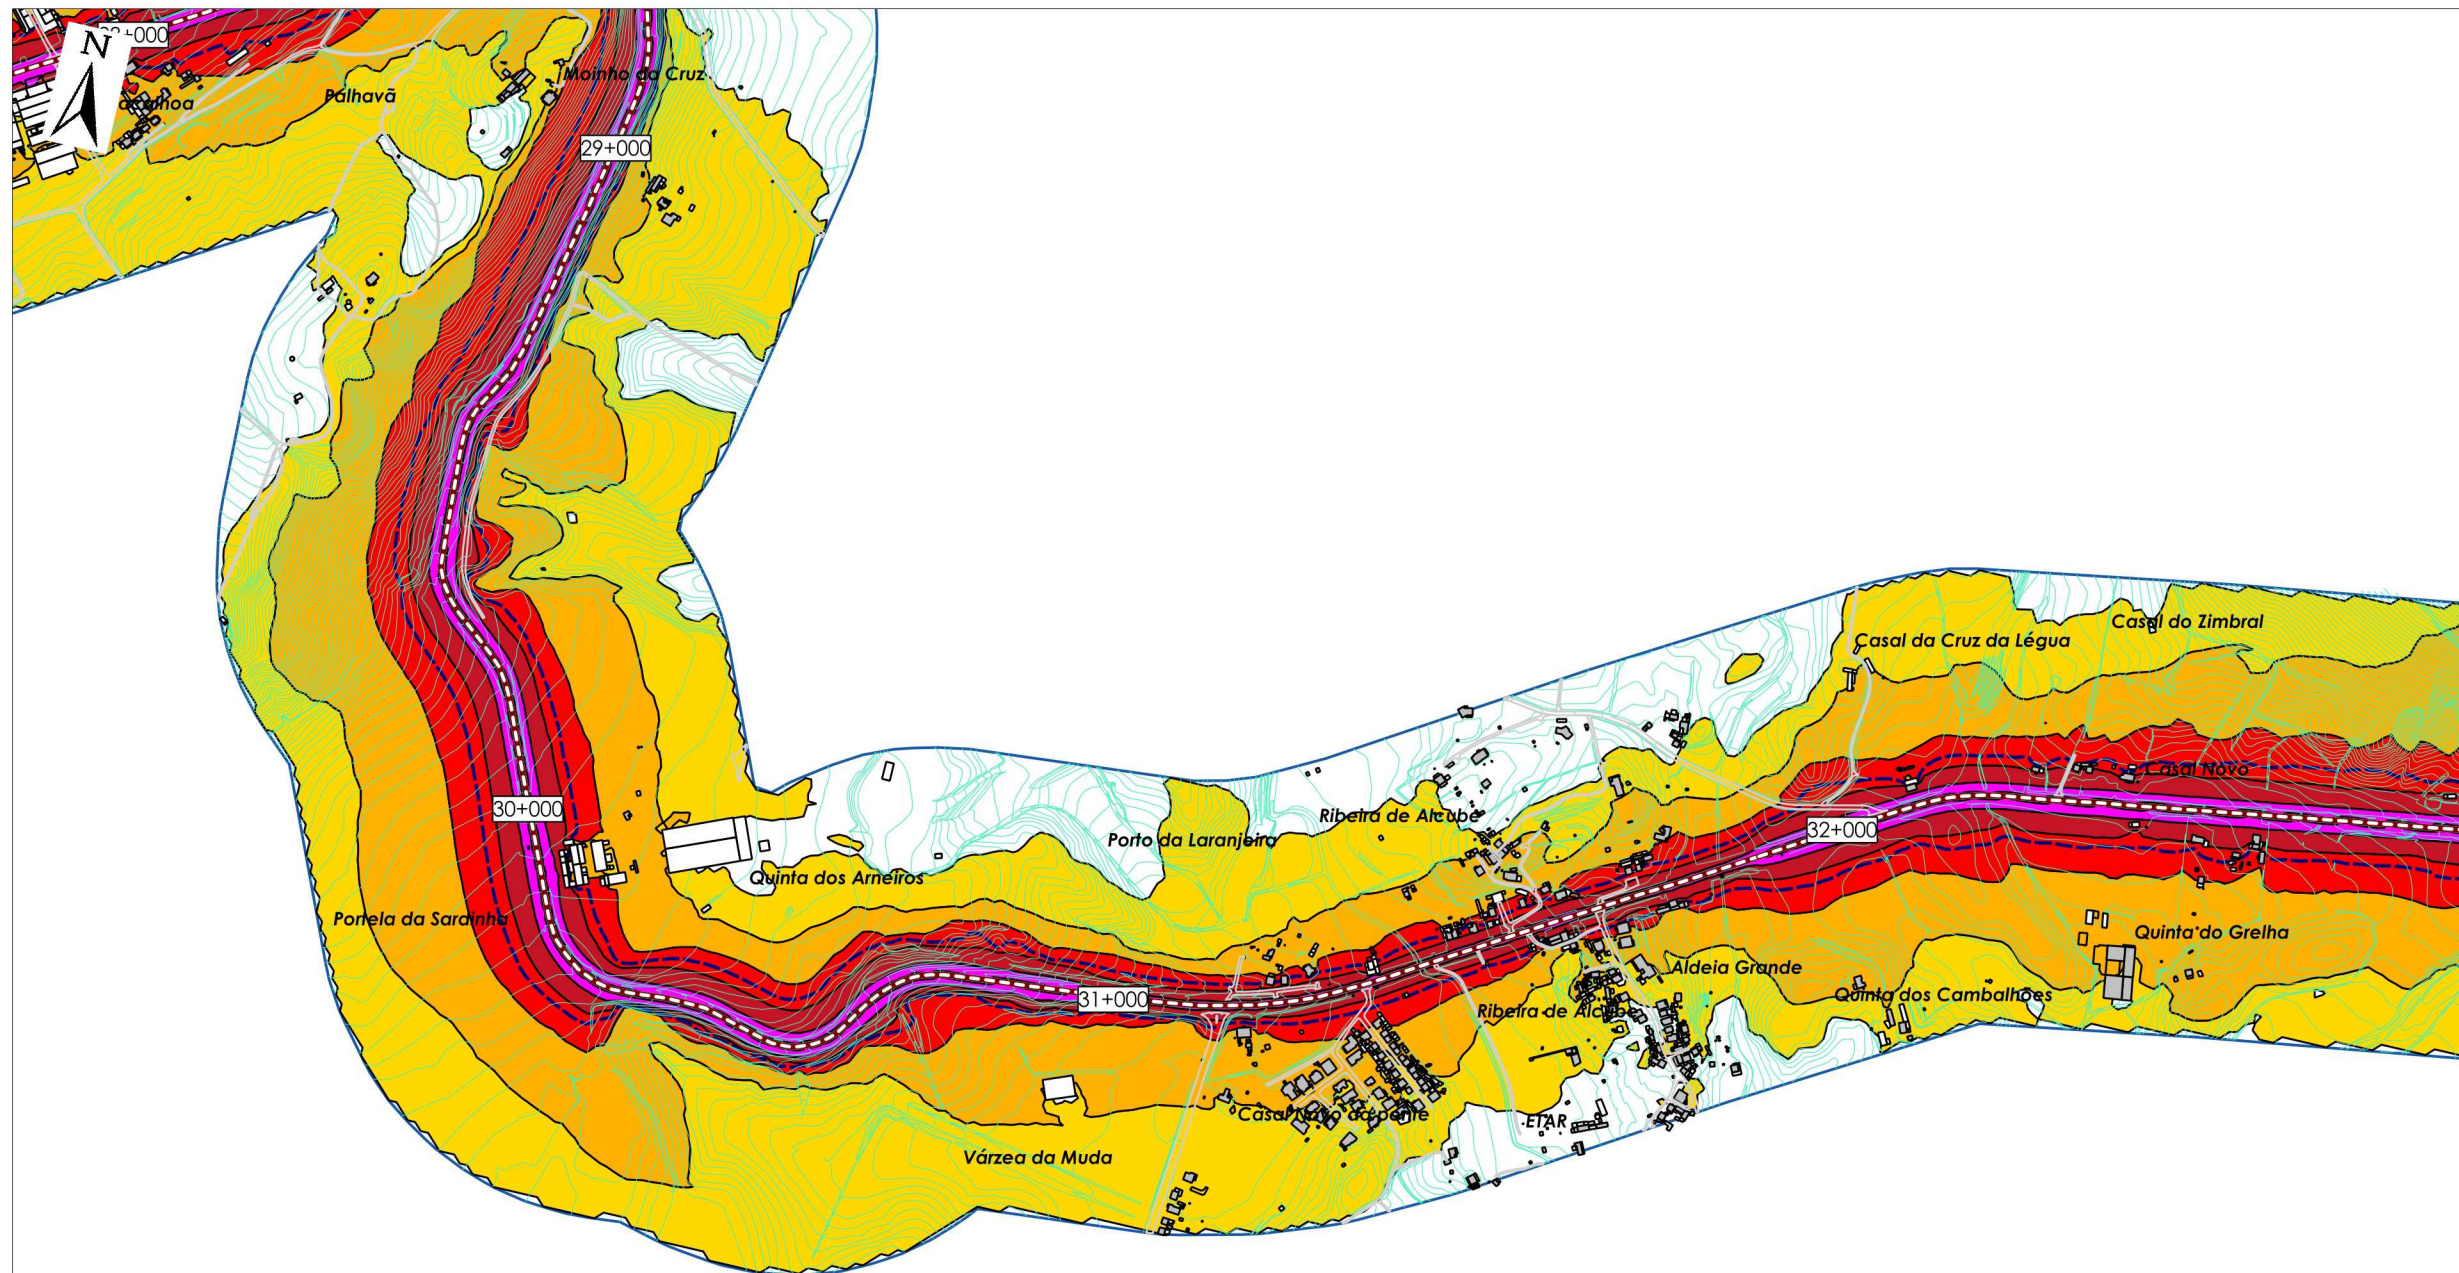 N
+000
Palhavã
Moinho da Cruz
29+000
Casal do Zimbral
Casal da Cruz da Légua
Casal Novo
30+000
Ribeira de Alcube
32+000
Porto da Laranjeira
Quinta dos Arneiros
Portela da Sardinha
Quinta do Grelha
Aldeia Grande
Quinta dos Cambalhões
31+000
Ribeira de Alcube
Casal Novo da ponte
ETAR
Várzea da Muda